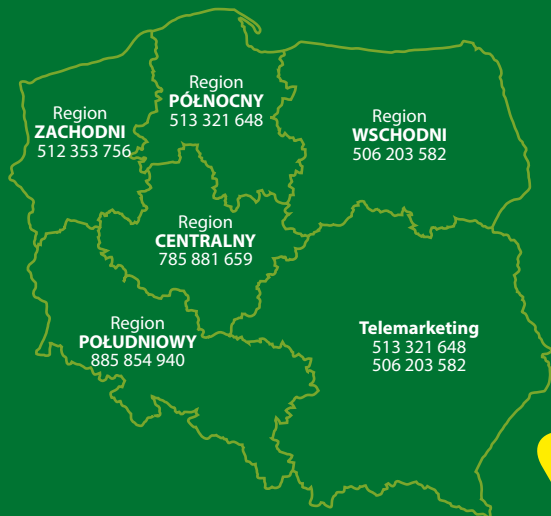 Region
PÓŁNOCNY
513 321 648
Region
ZACHODNI
512 353 756
Region
WSCHODNI
506 203 582
Region
CENTRALNY
785 881 659
Region
POŁUDNIOWY
885 854 940
Telemarketing
513 321 648
506 203 582